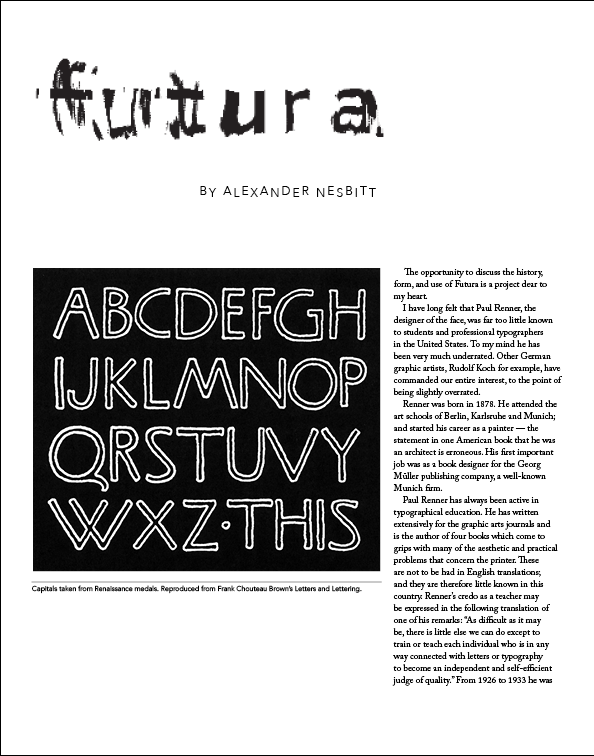 futura
BY ALEXANDER NESBITT
ABCDEFGH
IJKLMNOP
QRSTUVY
WXZ·THIS
Capitals taken from Renaissance medals. Reproduced from Frank Chouteau Brown's Letters and Lettering.
The opportunity to discuss the history,
form, and use of Futura is a project dear to
my heart.
I have long felt that Paul Renner, the
designer of the face, was far too little known
to students and professional typographers
in the United States. To my mind he has
been very much underrated. Other German
graphic artists, Rudolf Koch for example, have
commanded our entire interest, to the point of
being slightly overrated.
Renner was born in 1878. He attended the
art schools of Berlin, Karlsruhe and Munich;
and started his career as a painter — the
statement in one American book that he was
an architect is erroneous. His first important
job was as a book designer for the Georg
Müller publishing company, a well-known
Munich firm.
Paul Renner has always been active in
typographical education. He has written
extensively for the graphic arts journals and
is the author of four books which come to
grips with many of the aesthetic and practical
problems that concern the printer. These
are not to be had in English translations;
and they are therefore little known in this
country. Renner's credo as a teacher may
be expressed in the following translation of
one of his remarks: "As difficult as it may
be, there is little else we can do except to
train or teach each individual who is in any
way connected with letters or typography
to become an independent and self-efficient
judge of quality." From 1926 to 1933 he was